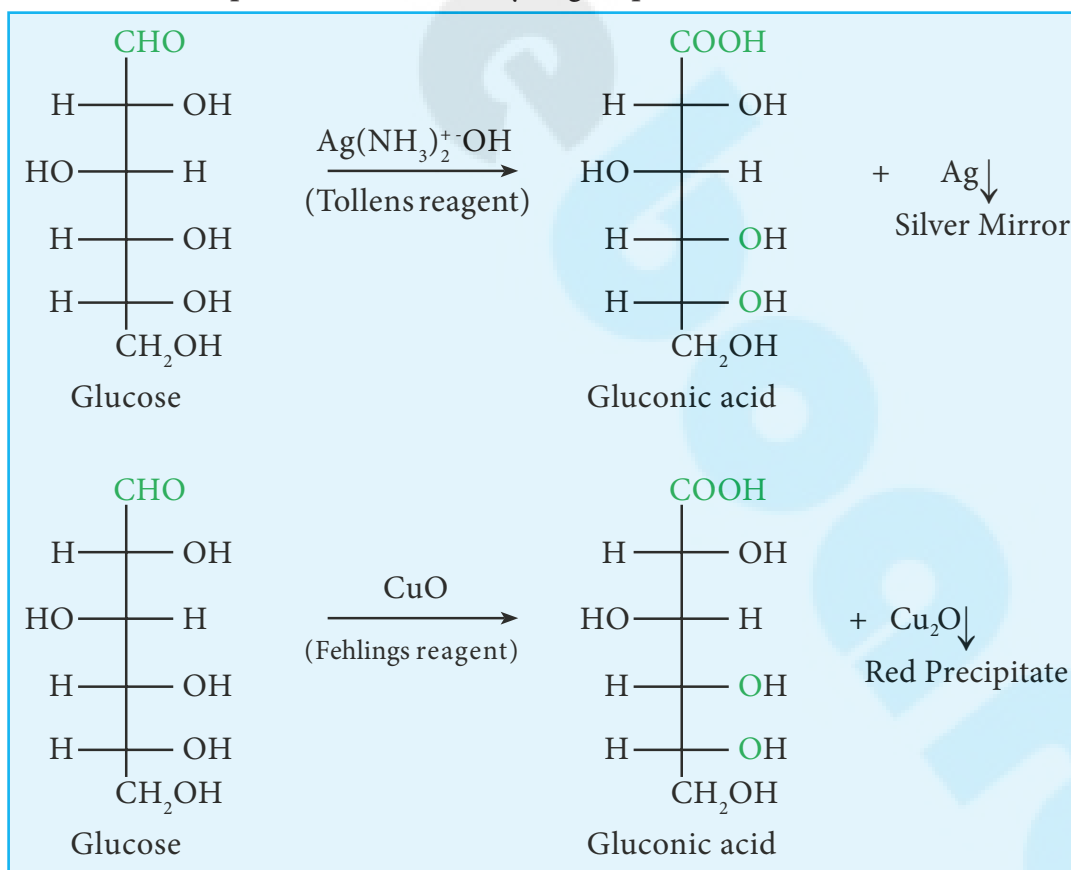 CHO
H OH
HO H
H OH
H OH
CH₂OH
Glucose
Ag(NH₃)₂⁺ ⁻OH
(Tollens reagent)
COOH
H OH
HO H
H OH
H OH
CH₂OH
Gluconic acid
+ Ag↓
Silver Mirror
CHO
H OH
HO H
H OH
H OH
CH₂OH
Glucose
CuO
(Fehlings reagent)
COOH
H OH
HO H
H OH
H OH
CH₂OH
Gluconic acid
+ Cu₂O↓
Red Precipitate